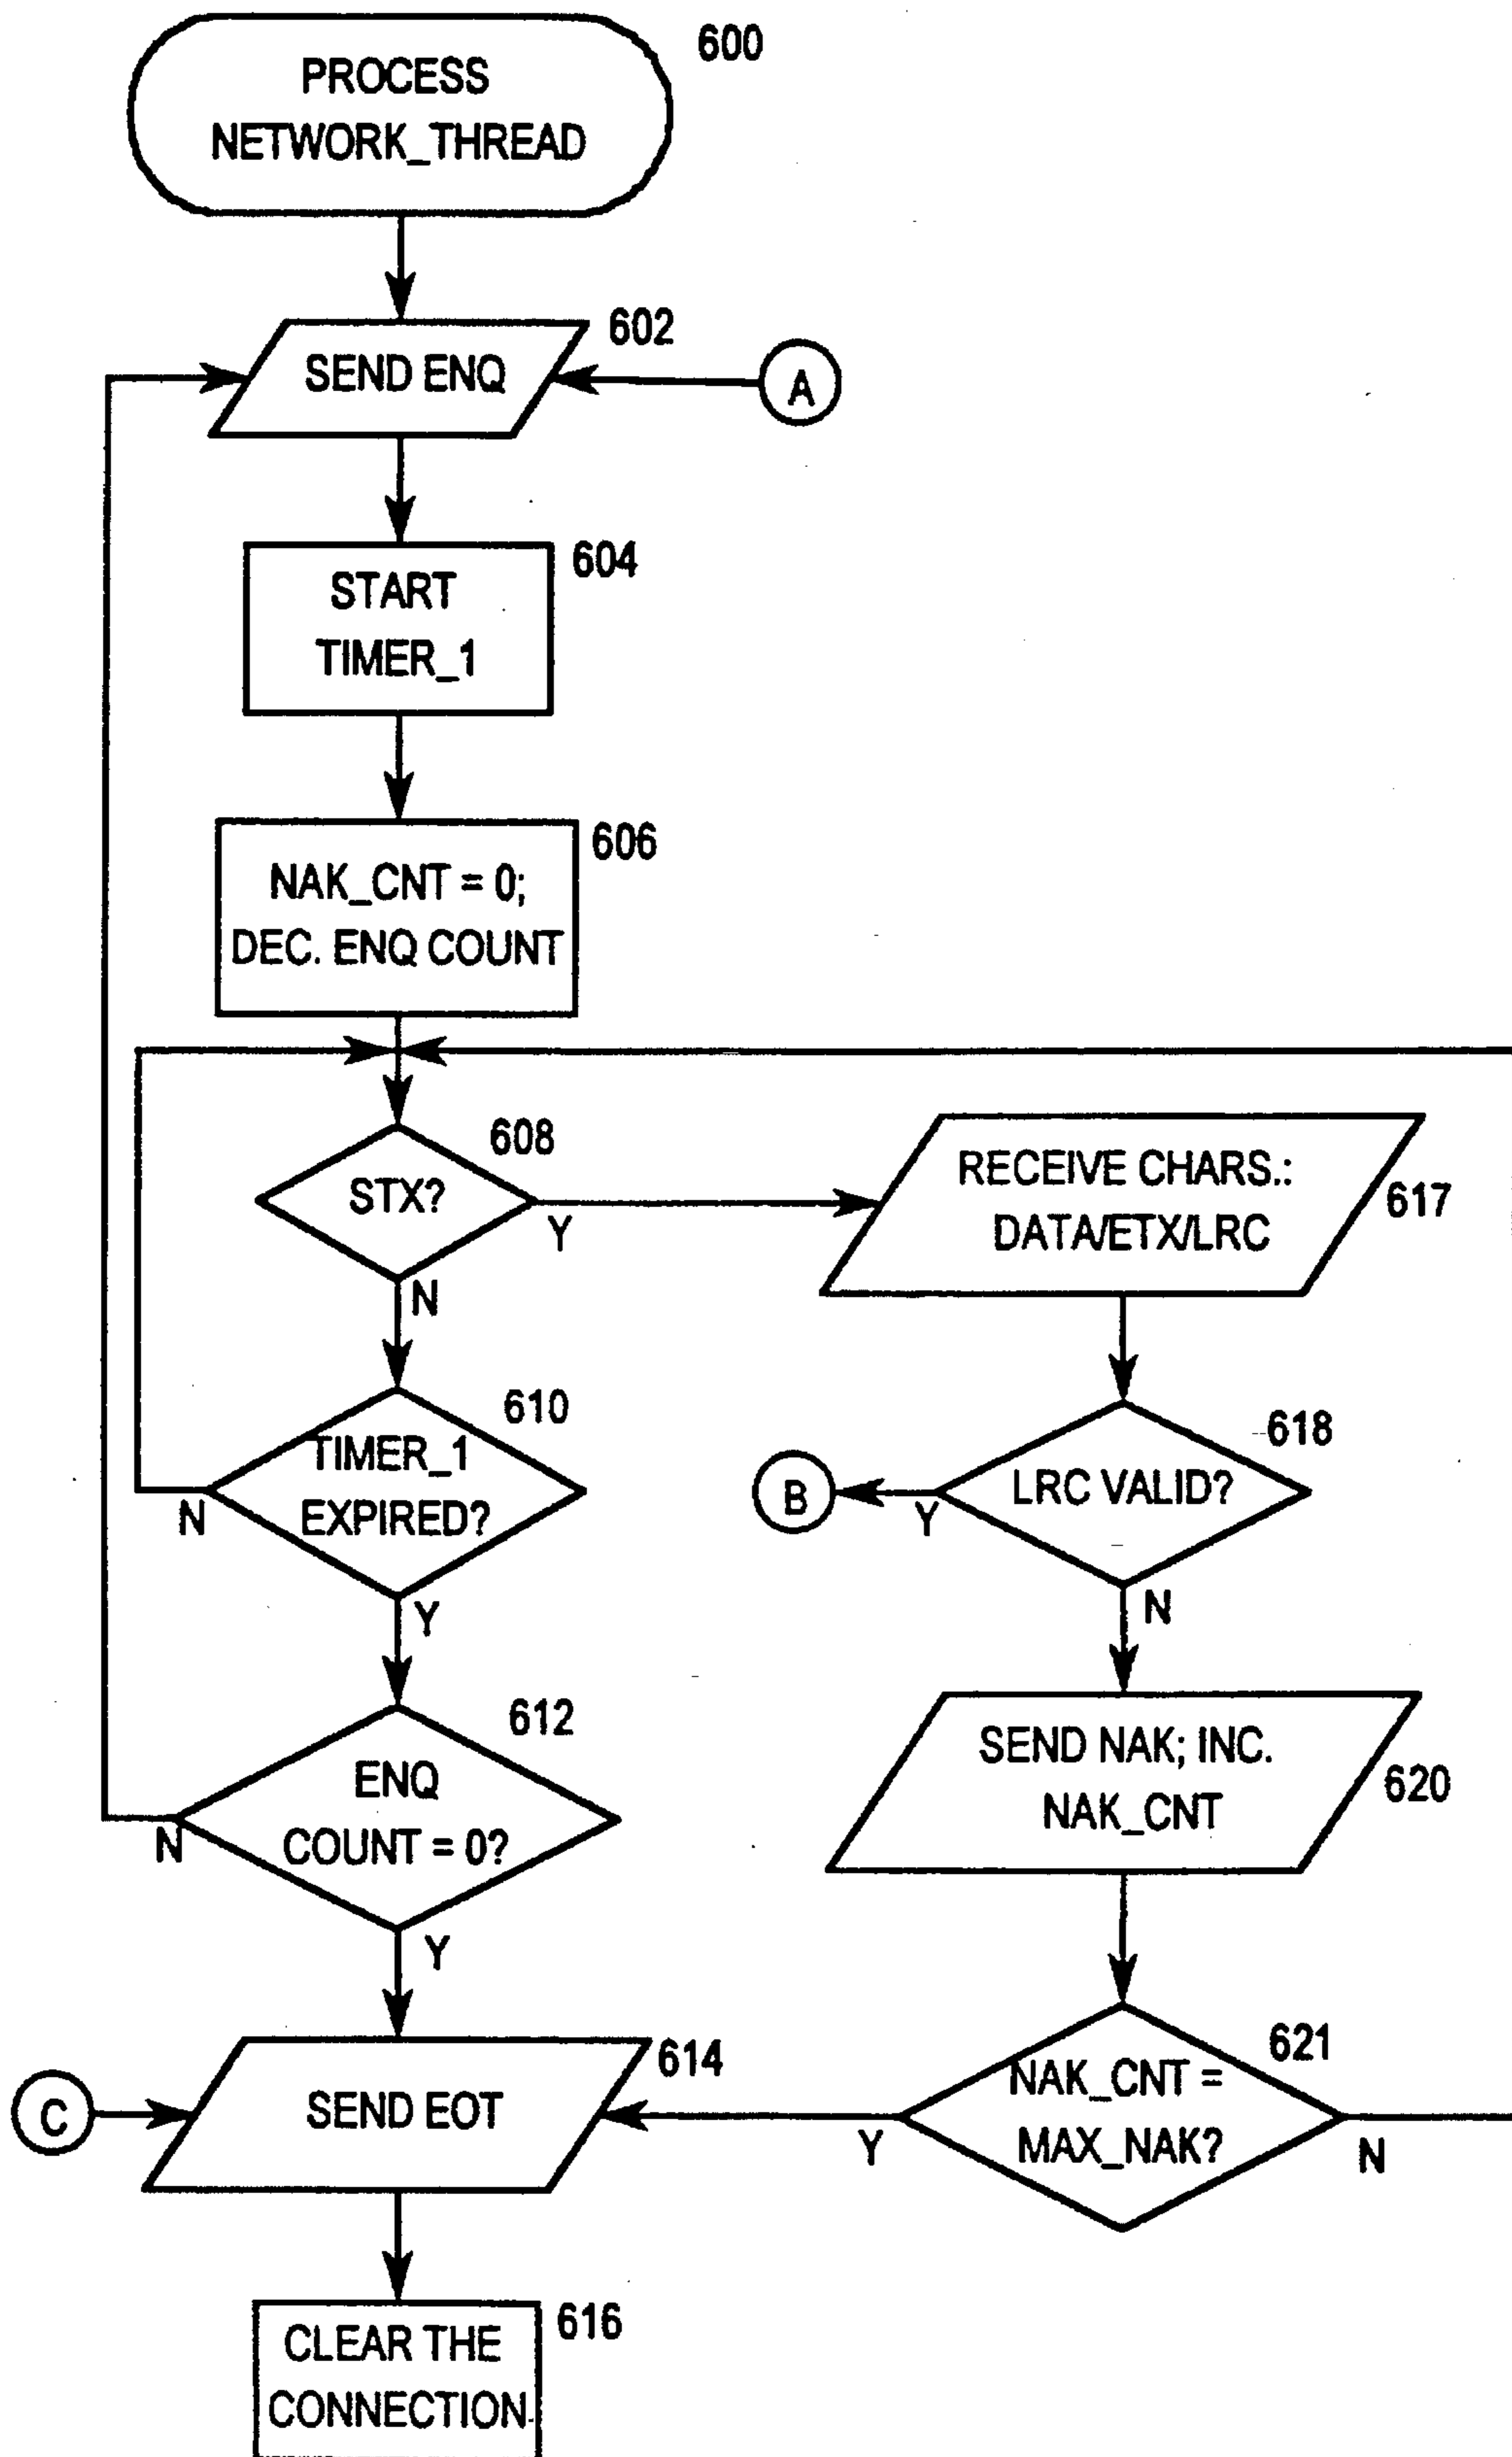 PROCESS
NETWORK_THREAD
600
SEND ENQ
602
A
START
TIMER_1
604
NAK_CNT = 0;
DEC. ENQ COUNT
606
STX?
608
Y
N
RECEIVE CHARS.:
DATA/ETX/LRC
617
TIMER_1
EXPIRED?
610
N
Y
LRC VALID?
618
B
Y
N
ENQ
COUNT = 0?
612
N
Y
SEND NAK; INC.
NAK_CNT
620
SEND EOT
614
C
NAK_CNT =
MAX_NAK?
621
Y
N
CLEAR THE
CONNECTION
616